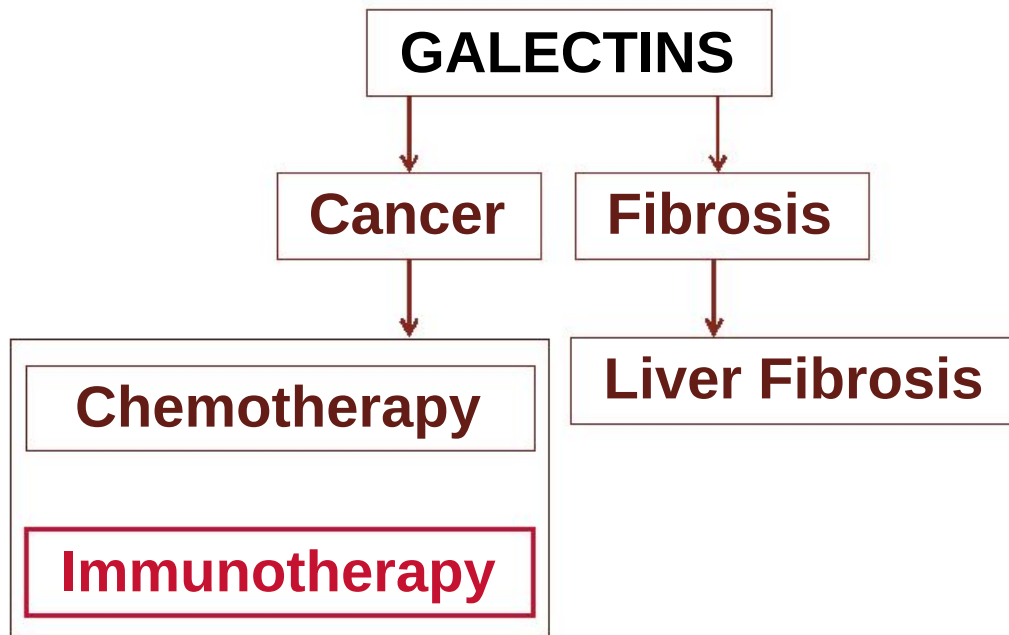 GALECTINS
Cancer
Fibrosis
Chemotherapy
Liver Fibrosis
Immunotherapy